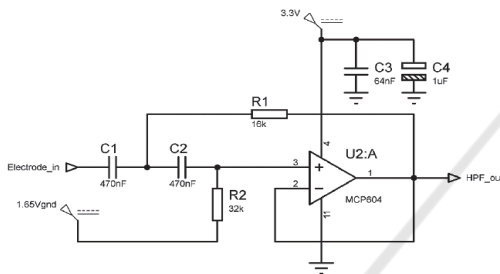 3.3V
C3
64nF
C4
1uF
R1
16k
4
U2:A
C1
C2
Electrode_in
470nF
470nF
3
2
1
HPF_ou
R2
32k
MCP604
1.65Vgnd
11